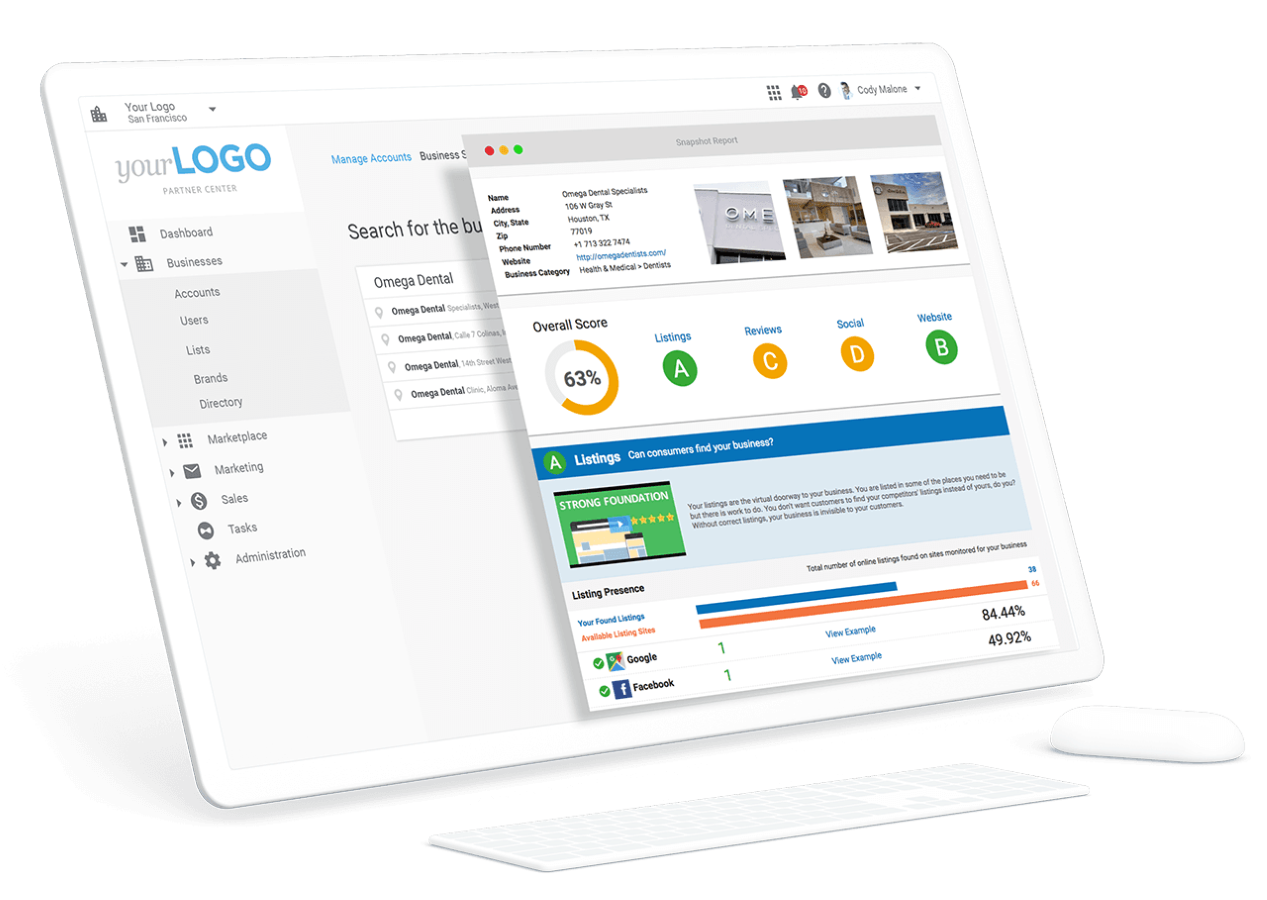 Your Logo
San Francisco
10
Cody Malone
yourLOGO
PARTNER CENTER
Dashboard
Businesses
Accounts
Users
Lists
Brands
Directory
Marketplace
Marketing
Sales
Tasks
Administration
Manage Accounts Business S
Search for the bu
Omega Dental
Omega Dental Specialists, West
Omega Dental, Calle 7 Colinas,
Omega Dental, 14th Street West
Omega Dental Clinic, Aloma Ave
Snapshot Report
Name Omega Dental Specialists
Address 106 W Gray St
City, State Houston, TX
Zip 77019
Phone Number +1 713 322 7474
Website http://omegadentists.com/
Business Category Health & Medical > Dentists
OME
Overall Score
63%
Listings
A
Reviews
C
Social
D
Website
B
A Listings Can consumers find your business?
STRONG FOUNDATION
Your listings are the virtual doorway to your business. You are listed in some of the places you need to be
but there is work to do. You don't want customers to find your competitors' listings instead of yours, do you?
Without correct listings, your business is invisible to your customers.
Listing Presence
Total number of online listings found on sites monitored for your business
Your Found Listings 38
Available Listing Sites 66
Google 1 View Example 84.44%
Facebook 1 View Example 49.92%